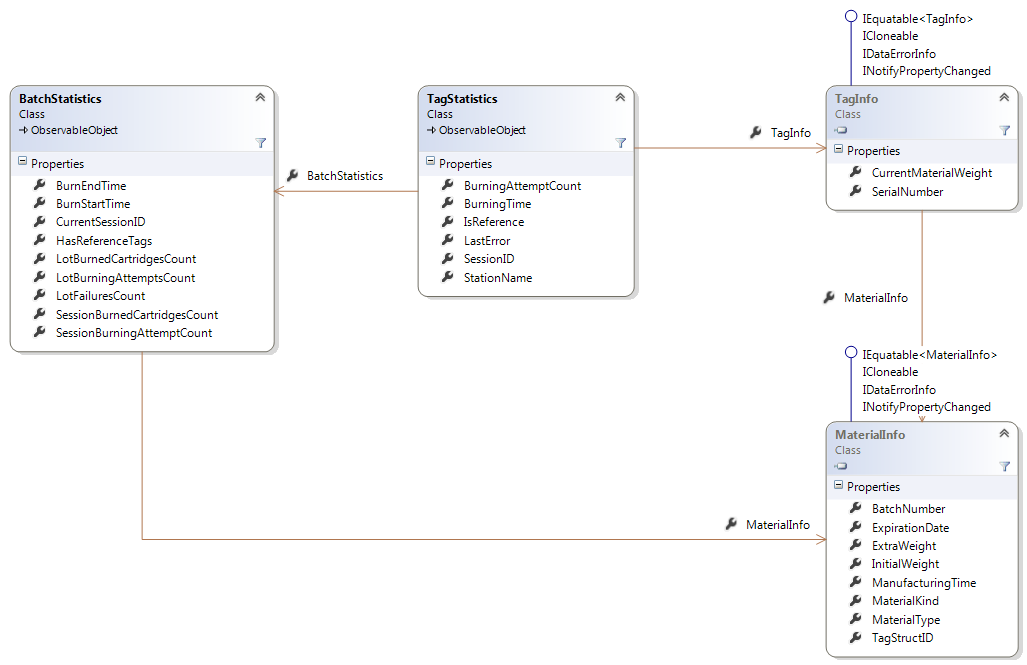 BatchStatistics
Class
ObservableObject
Properties
BurnEndTime
BurnStartTime
CurrentSessionID
HasReferenceTags
LotBurnedCartridgesCount
LotBurningAttemptsCount
LotFailuresCount
SessionBurnedCartridgesCount
SessionBurningAttemptCount
BatchStatistics
TagStatistics
Class
ObservableObject
Properties
BurningAttemptCount
BurningTime
IsReference
LastError
SessionID
StationName
TagInfo
IEquatable<TagInfo>
ICloneable
IDataErrorInfo
INotifyPropertyChanged
TagInfo
Class
Properties
CurrentMaterialWeight
SerialNumber
MaterialInfo
IEquatable<MaterialInfo>
ICloneable
IDataErrorInfo
INotifyPropertyChanged
MaterialInfo
MaterialInfo
Class
Properties
BatchNumber
ExpirationDate
ExtraWeight
InitialWeight
ManufacturingTime
MaterialKind
MaterialType
TagStructID